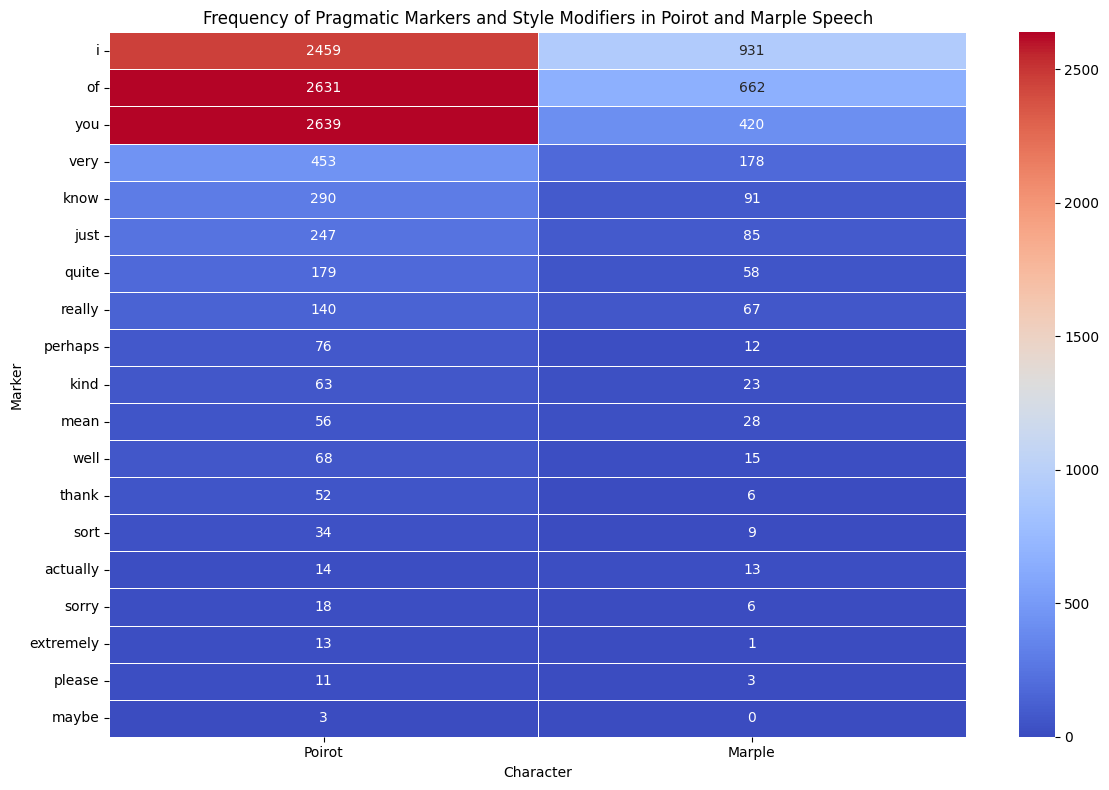 Frequency of Pragmatic Markers and Style Modifiers in Poirot and Marple Speech
i 2459 931
of 2631 662
you 2639 420
very 453 178
know 290 91
just 247 85
quite 179 58
really 140 67
perhaps 76 12
kind 63 23
mean 56 28
well 68 15
thank 52 6
sort 34 9
actually 14 13
sorry 18 6
extremely 13 1
please 11 3
maybe 3 0
Poirot Marple
Character
Marker
2500
2000
1500
1000
500
0